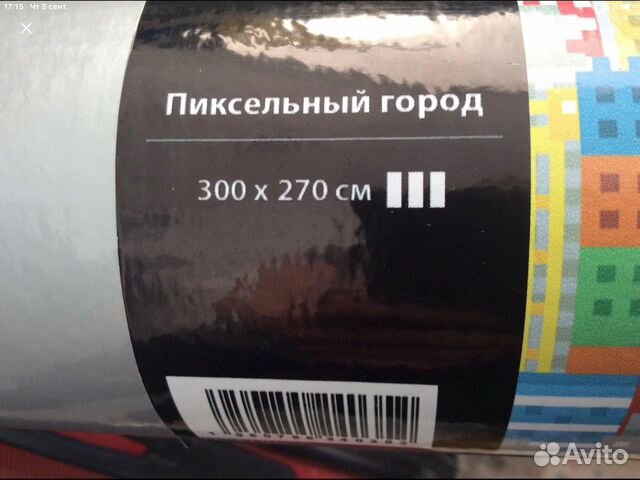 17:15 Чт 5 сент.
Пиксельный город
300 x 270 см
Avito